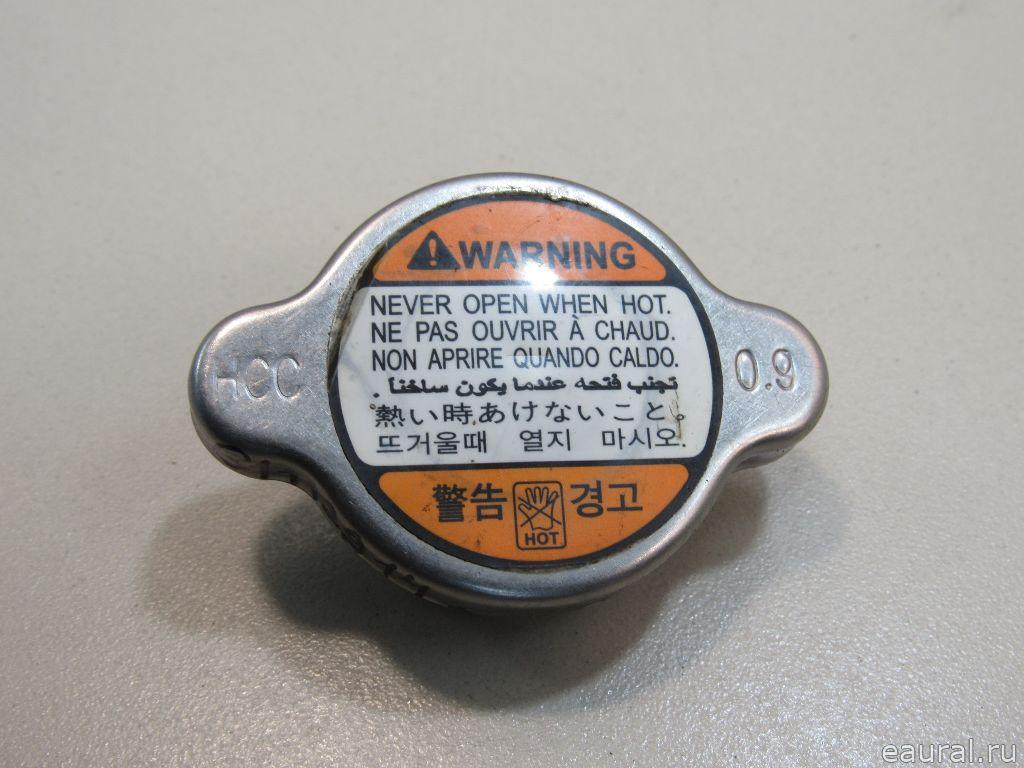 WARNING
NEVER OPEN WHEN HOT.
NE PAS OUVRIR À CHAUD.
NON APRIRE QUANDO CALDO.
تجنب فتحه عندما يكون ساخناً .
熱い時あけないこと。
뜨거울때 열지 마시오.
HCC
0.9
警告 경고
HOT
eaural.ru